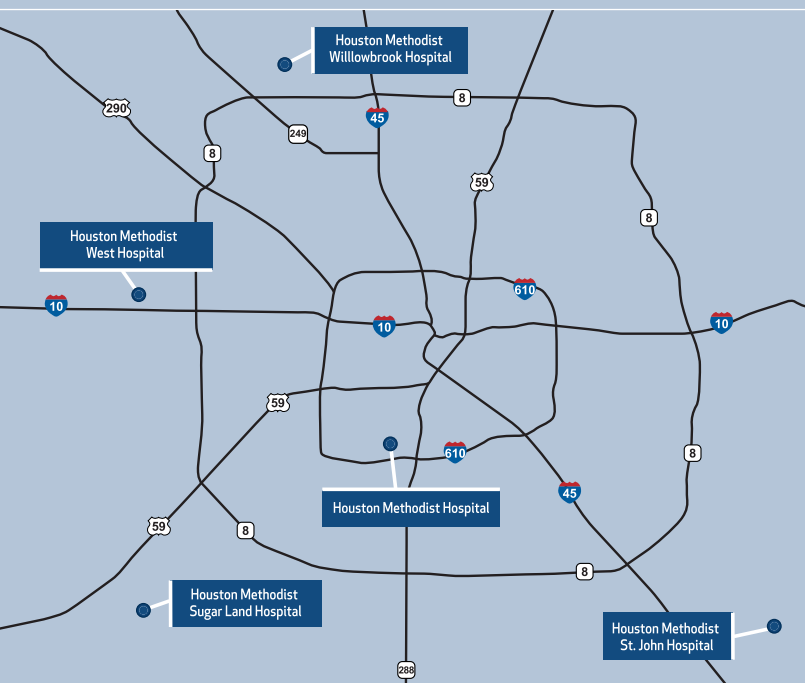 Houston Methodist
Willlowbrook Hospital
8
290
45
249
8
59
8
Houston Methodist
West Hospital
610
10
10
10
59
8
610
45
Houston Methodist Hospital
59
8
8
Houston Methodist
Sugar Land Hospital
Houston Methodist
St. John Hospital
288